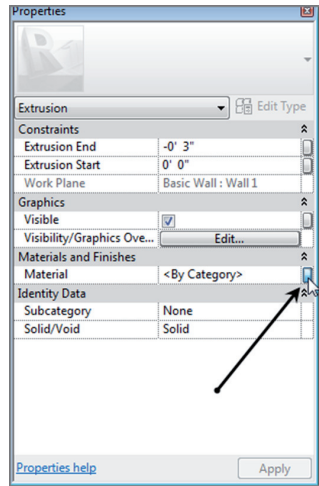 Properties
Extrusion Edit Type
Constraints
Extrusion End -0' 3"
Extrusion Start 0' 0"
Work Plane Basic Wall : Wall 1
Graphics
Visible
Visibility/Graphics Ove... Edit...
Materials and Finishes
Material <By Category>
Identity Data
Subcategory None
Solid/Void Solid
Properties help Apply